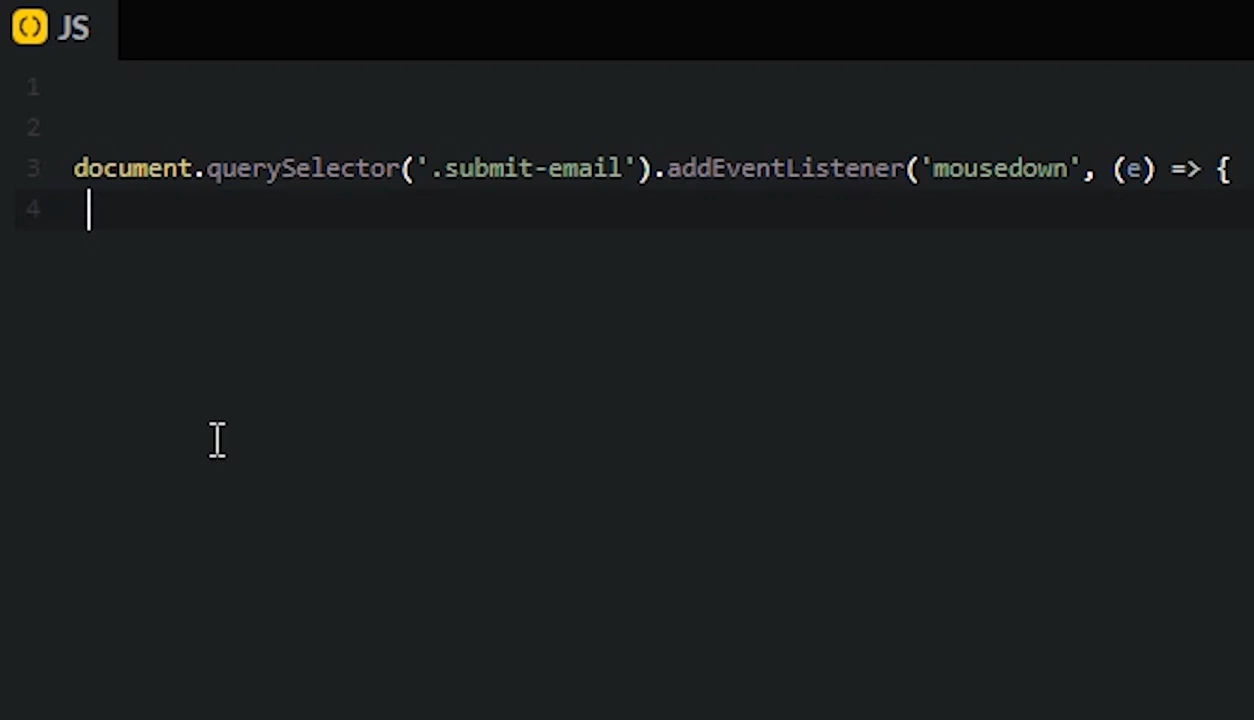 JS
1
2
3 document.querySelector('.submit-email').addEventListener('mousedown', (e) => {
4